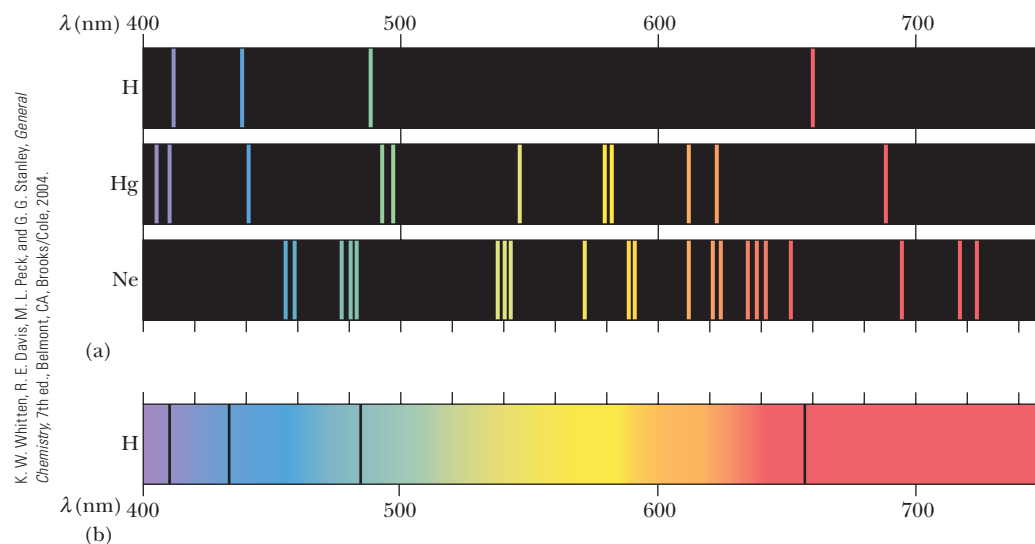 λ(nm) 400 500 600 700
H
Hg
Ne
(a)
H
λ(nm) 400 500 600 700
(b)
K. W. Whitten, R. E. Davis, M. L. Peck, and G. G. Stanley, General
Chemistry, 7th ed., Belmont, CA, Brooks/Cole, 2004.